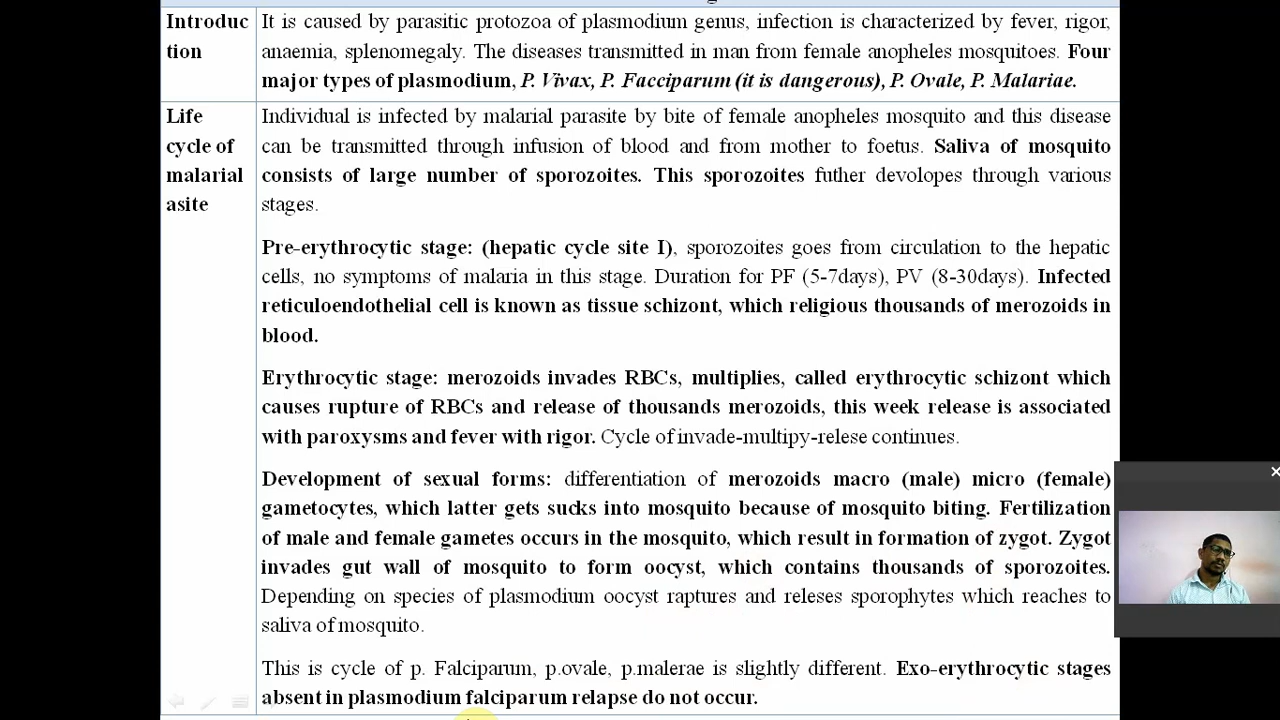 Introduc
tion
It is caused by parasitic protozoa of plasmodium genus, infection is characterized by fever, rigor,
anaemia, splenomegaly. The diseases transmitted in man from female anopheles mosquitoes. Four
major types of plasmodium, P. Vivax, P. Facciparum (it is dangerous), P. Ovale, P. Malariae.
Life
cycle of
malarial
asite
Individual is infected by malarial parasite by bite of female anopheles mosquito and this disease
can be transmitted through infusion of blood and from mother to foetus. Saliva of mosquito
consists of large number of sporozoites. This sporozoites futher devolopes through various
stages.
Pre-erythrocytic stage: (hepatic cycle site I), sporozoites goes from circulation to the hepatic
cells, no symptoms of malaria in this stage. Duration for PF (5-7days), PV (8-30days). Infected
reticuloendothelial cell is known as tissue schizont, which religious thousands of merozoids in
blood.
Erythrocytic stage: merozoids invades RBCs, multiplies, called erythrocytic schizont which
causes rupture of RBCs and release of thousands merozoids, this week release is associated
with paroxysms and fever with rigor. Cycle of invade-multipy-relese continues.
Development of sexual forms: differentiation of merozoids macro (male) micro (female)
gametocytes, which latter gets sucks into mosquito because of mosquito biting. Fertilization
of male and female gametes occurs in the mosquito, which result in formation of zygot. Zygot
invades gut wall of mosquito to form oocyst, which contains thousands of sporozoites.
Depending on species of plasmodium oocyst raptures and releses sporophytes which reaches to
saliva of mosquito.
This is cycle of p. Falciparum, p.ovale, p.malerae is slightly different. Exo-erythrocytic stages
absent in plasmodium falciparum relapse do not occur.